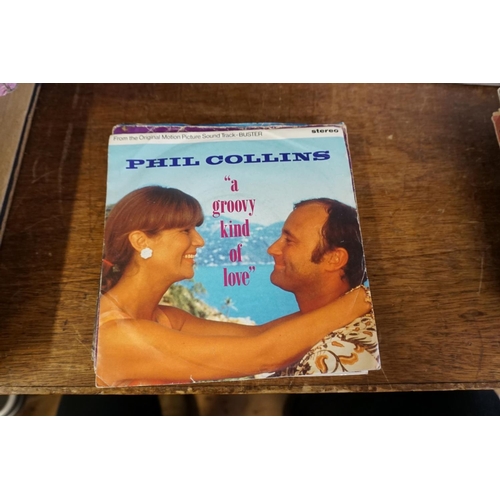 From the Original Motion Picture Sound Track - BUSTER
stereo
PHIL COLLINS
"a
groovy
kind
of
love"